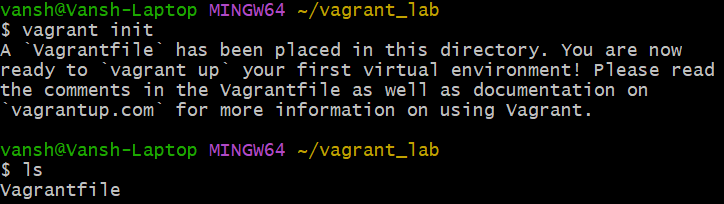 vansh@Vansh-Laptop MINGW64 ~/vagrant_lab
$ vagrant init
A `Vagrantfile` has been placed in this directory. You are now
ready to `vagrant up` your first virtual environment! Please read
the comments in the Vagrantfile as well as documentation on
`vagrantup.com` for more information on using Vagrant.
vansh@Vansh-Laptop MINGW64 ~/vagrant_lab
$ ls
Vagrantfile